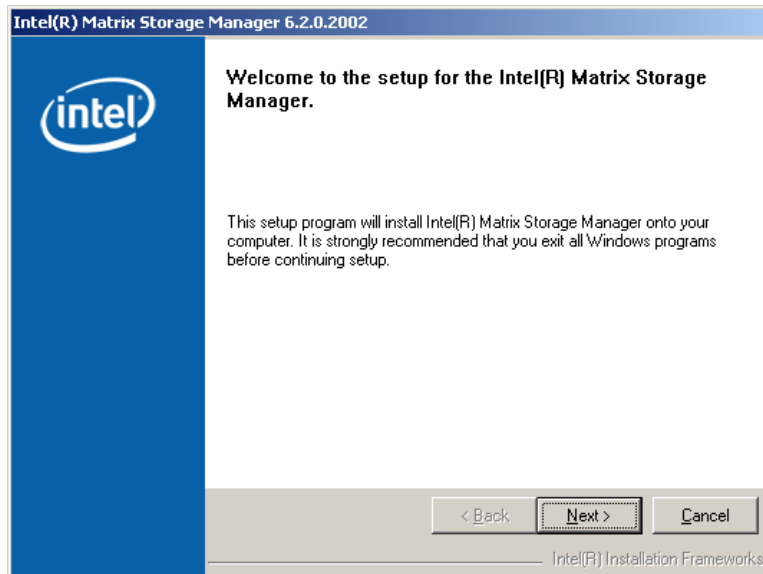 Intel(R) Matrix Storage Manager 6.2.0.2002
intel
Welcome to the setup for the Intel(R) Matrix Storage
Manager.
This setup program will install Intel(R) Matrix Storage Manager onto your
computer. It is strongly recommended that you exit all Windows programs
before continuing setup.
< Back
Next >
Cancel
Intel(R) Installation Frameworks